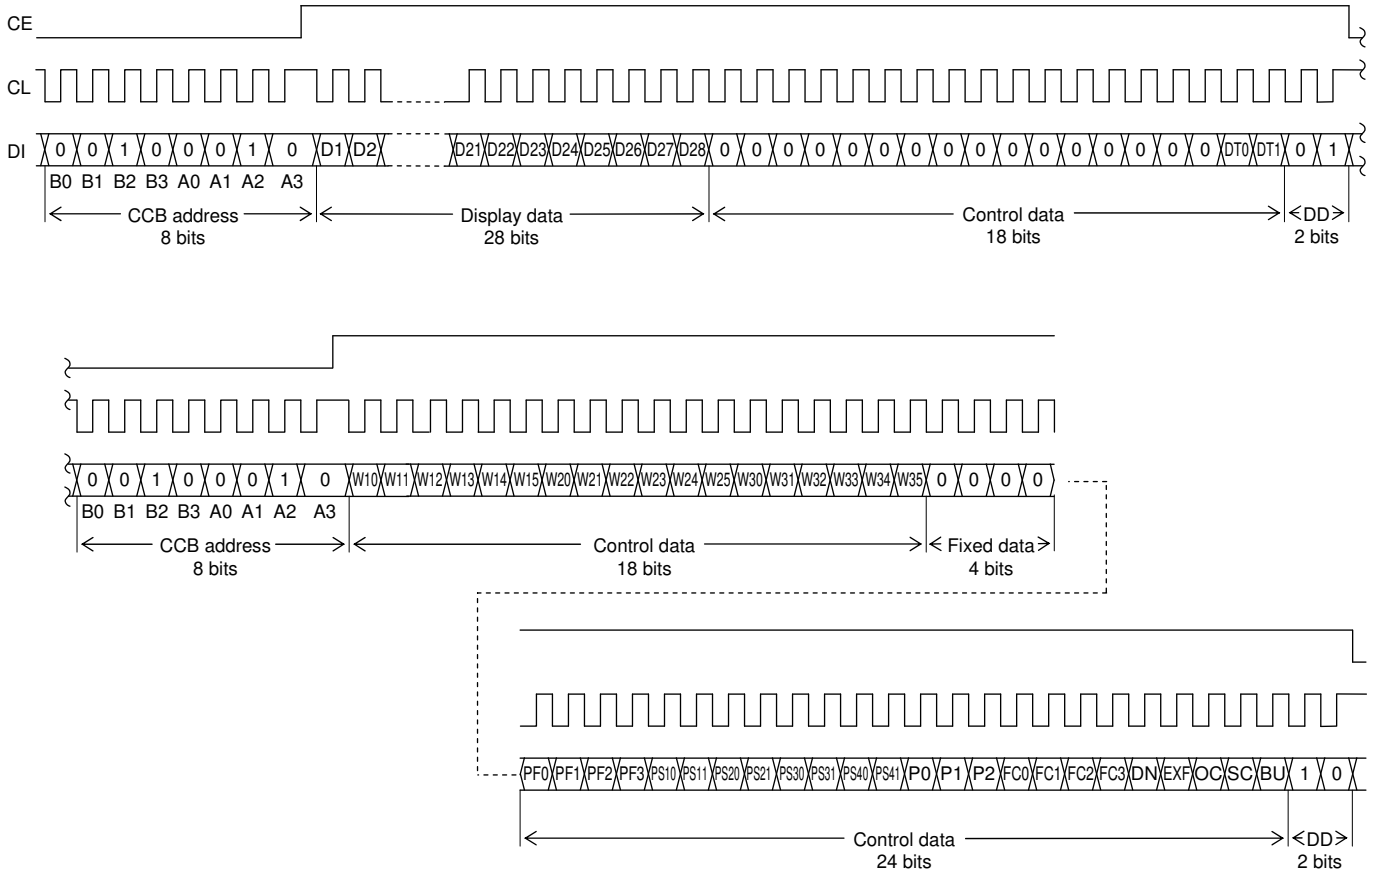 CE
CL
DI 0 0 1 0 0 0 1 0 D1 D2 D21 D22 D23 D24 D25 D26 D27 D28 0 0 0 0 0 0 0 0 0 0 0 0 0 0 0 0 DT0 DT1 0 1
B0 B1 B2 B3 A0 A1 A2 A3
CCB address Display data Control data DD
8 bits 28 bits 18 bits 2 bits
0 0 1 0 0 0 1 0 W10 W11 W12 W13 W14 W15 W20 W21 W22 W23 W24 W25 W30 W31 W32 W33 W34 W35 0 0 0 0
B0 B1 B2 B3 A0 A1 A2 A3
CCB address Control data Fixed data
8 bits 18 bits 4 bits
PF0 PF1 PF2 PF3 PS10 PS11 PS20 PS21 PS30 PS31 PS40 PS41 P0 P1 P2 FC0 FC1 FC2 FC3 DN EXF OC SC BU 1 0
Control data DD
24 bits 2 bits